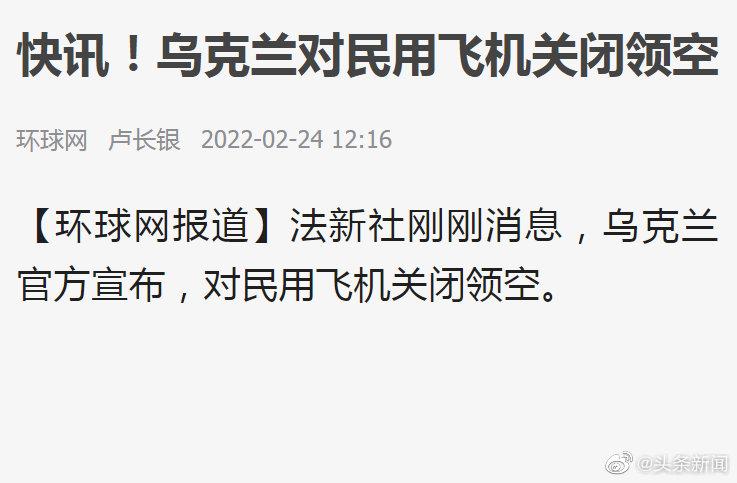 快讯！乌克兰对民用飞机关闭领空
环球网 卢长银 2022-02-24 12:16
【环球网报道】法新社刚刚消息，乌克兰
官方宣布，对民用飞机关闭领空。
@头条新闻